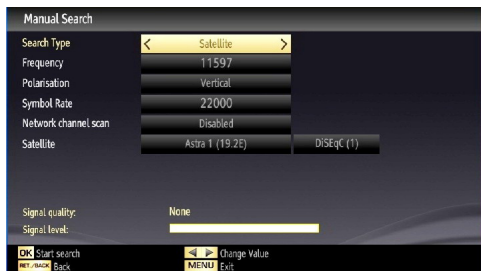 Manual Search
Search Type < Satellite >
Frequency 11597
Polarisation Vertical
Symbol Rate 22000
Network channel scan Disabled
Satellite Astra 1 (19.2E) DiSEqC (1)
Signal quality: None
Signal level:
OK Start search Change Value
RET./BACK Back MENU Exit